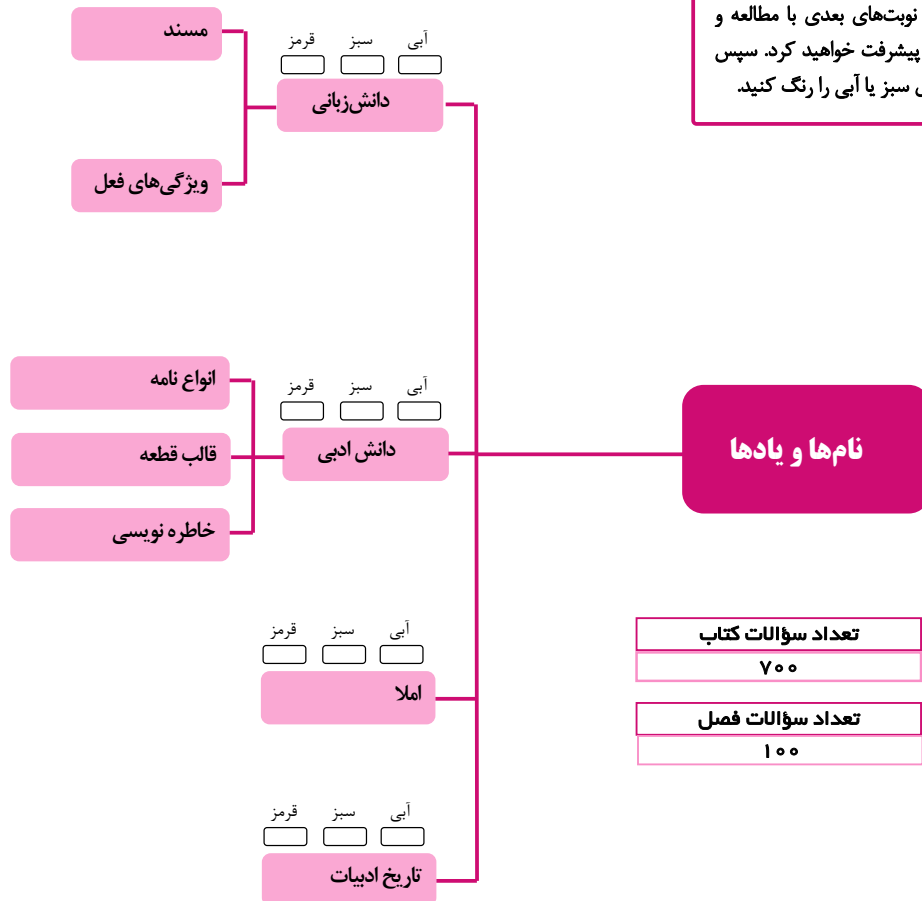 نوبت‌های بعدی با مطالعه و
پیشرفت خواهید کرد. سپس
سبز یا آبی را رنگ کنید.
نام‌ها و یادها
آبی سبز قرمز
دانش‌زبانی
مسند
ویژگی‌های فعل
آبی سبز قرمز
دانش ادبی
انواع نامه
قالب قطعه
خاطره نویسی
آبی سبز قرمز
املا
آبی سبز قرمز
تاریخ ادبیات
تعداد سؤالات کتاب
۷۰۰
تعداد سؤالات فصل
۱۰۰